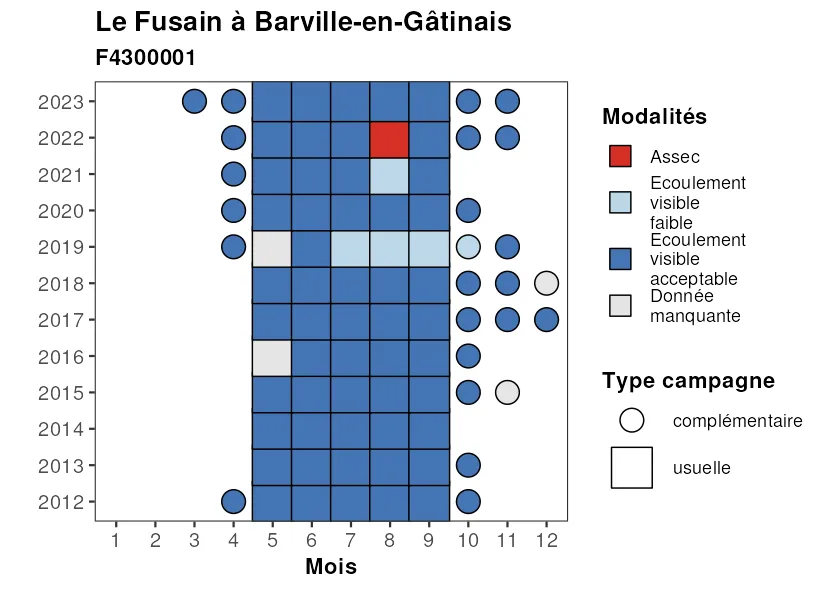 Le Fusain à Barville-en-Gâtinais
F4300001
2023
2022
2021
2020
2019
2018
2017
2016
2015
2014
2013
2012
1 2 3 4 5 6 7 8 9 10 11 12
Mois
Modalités
Assec
Ecoulement
visible
faible
Ecoulement
visible
acceptable
Donnée
manquante
Type campagne
complémentaire
usuelle